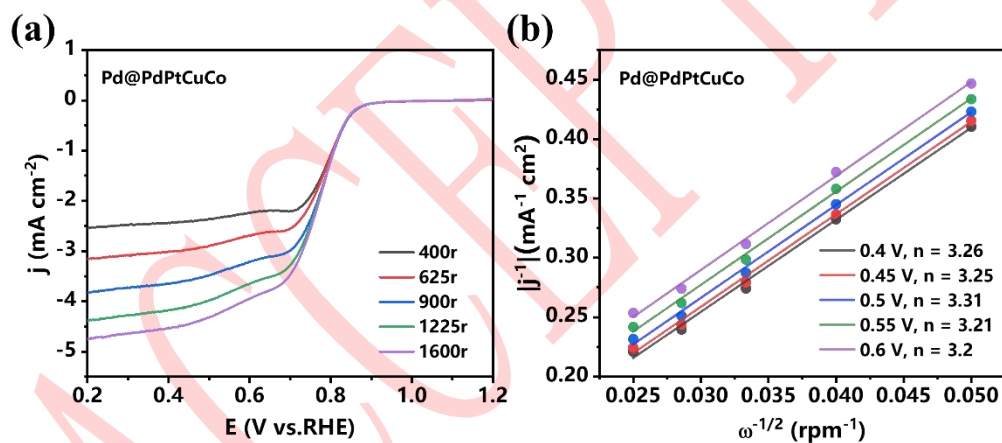 (a)
Pd@PdPtCuCo
1
0
-1
-2
-3
-4
-5
j (mA cm-2)
400r
625r
900r
1225r
1600r
0.2 0.4 0.6 0.8 1.0 1.2
E (V vs.RHE)
(b)
Pd@PdPtCuCo
0.45
0.40
0.35
0.30
0.25
0.20
|j-1|(mA-1 cm2)
0.4 V, n = 3.26
0.45 V, n = 3.25
0.5 V, n = 3.31
0.55 V, n = 3.21
0.6 V, n = 3.2
0.025 0.030 0.035 0.040 0.045 0.050
ω-1/2 (rpm-1)